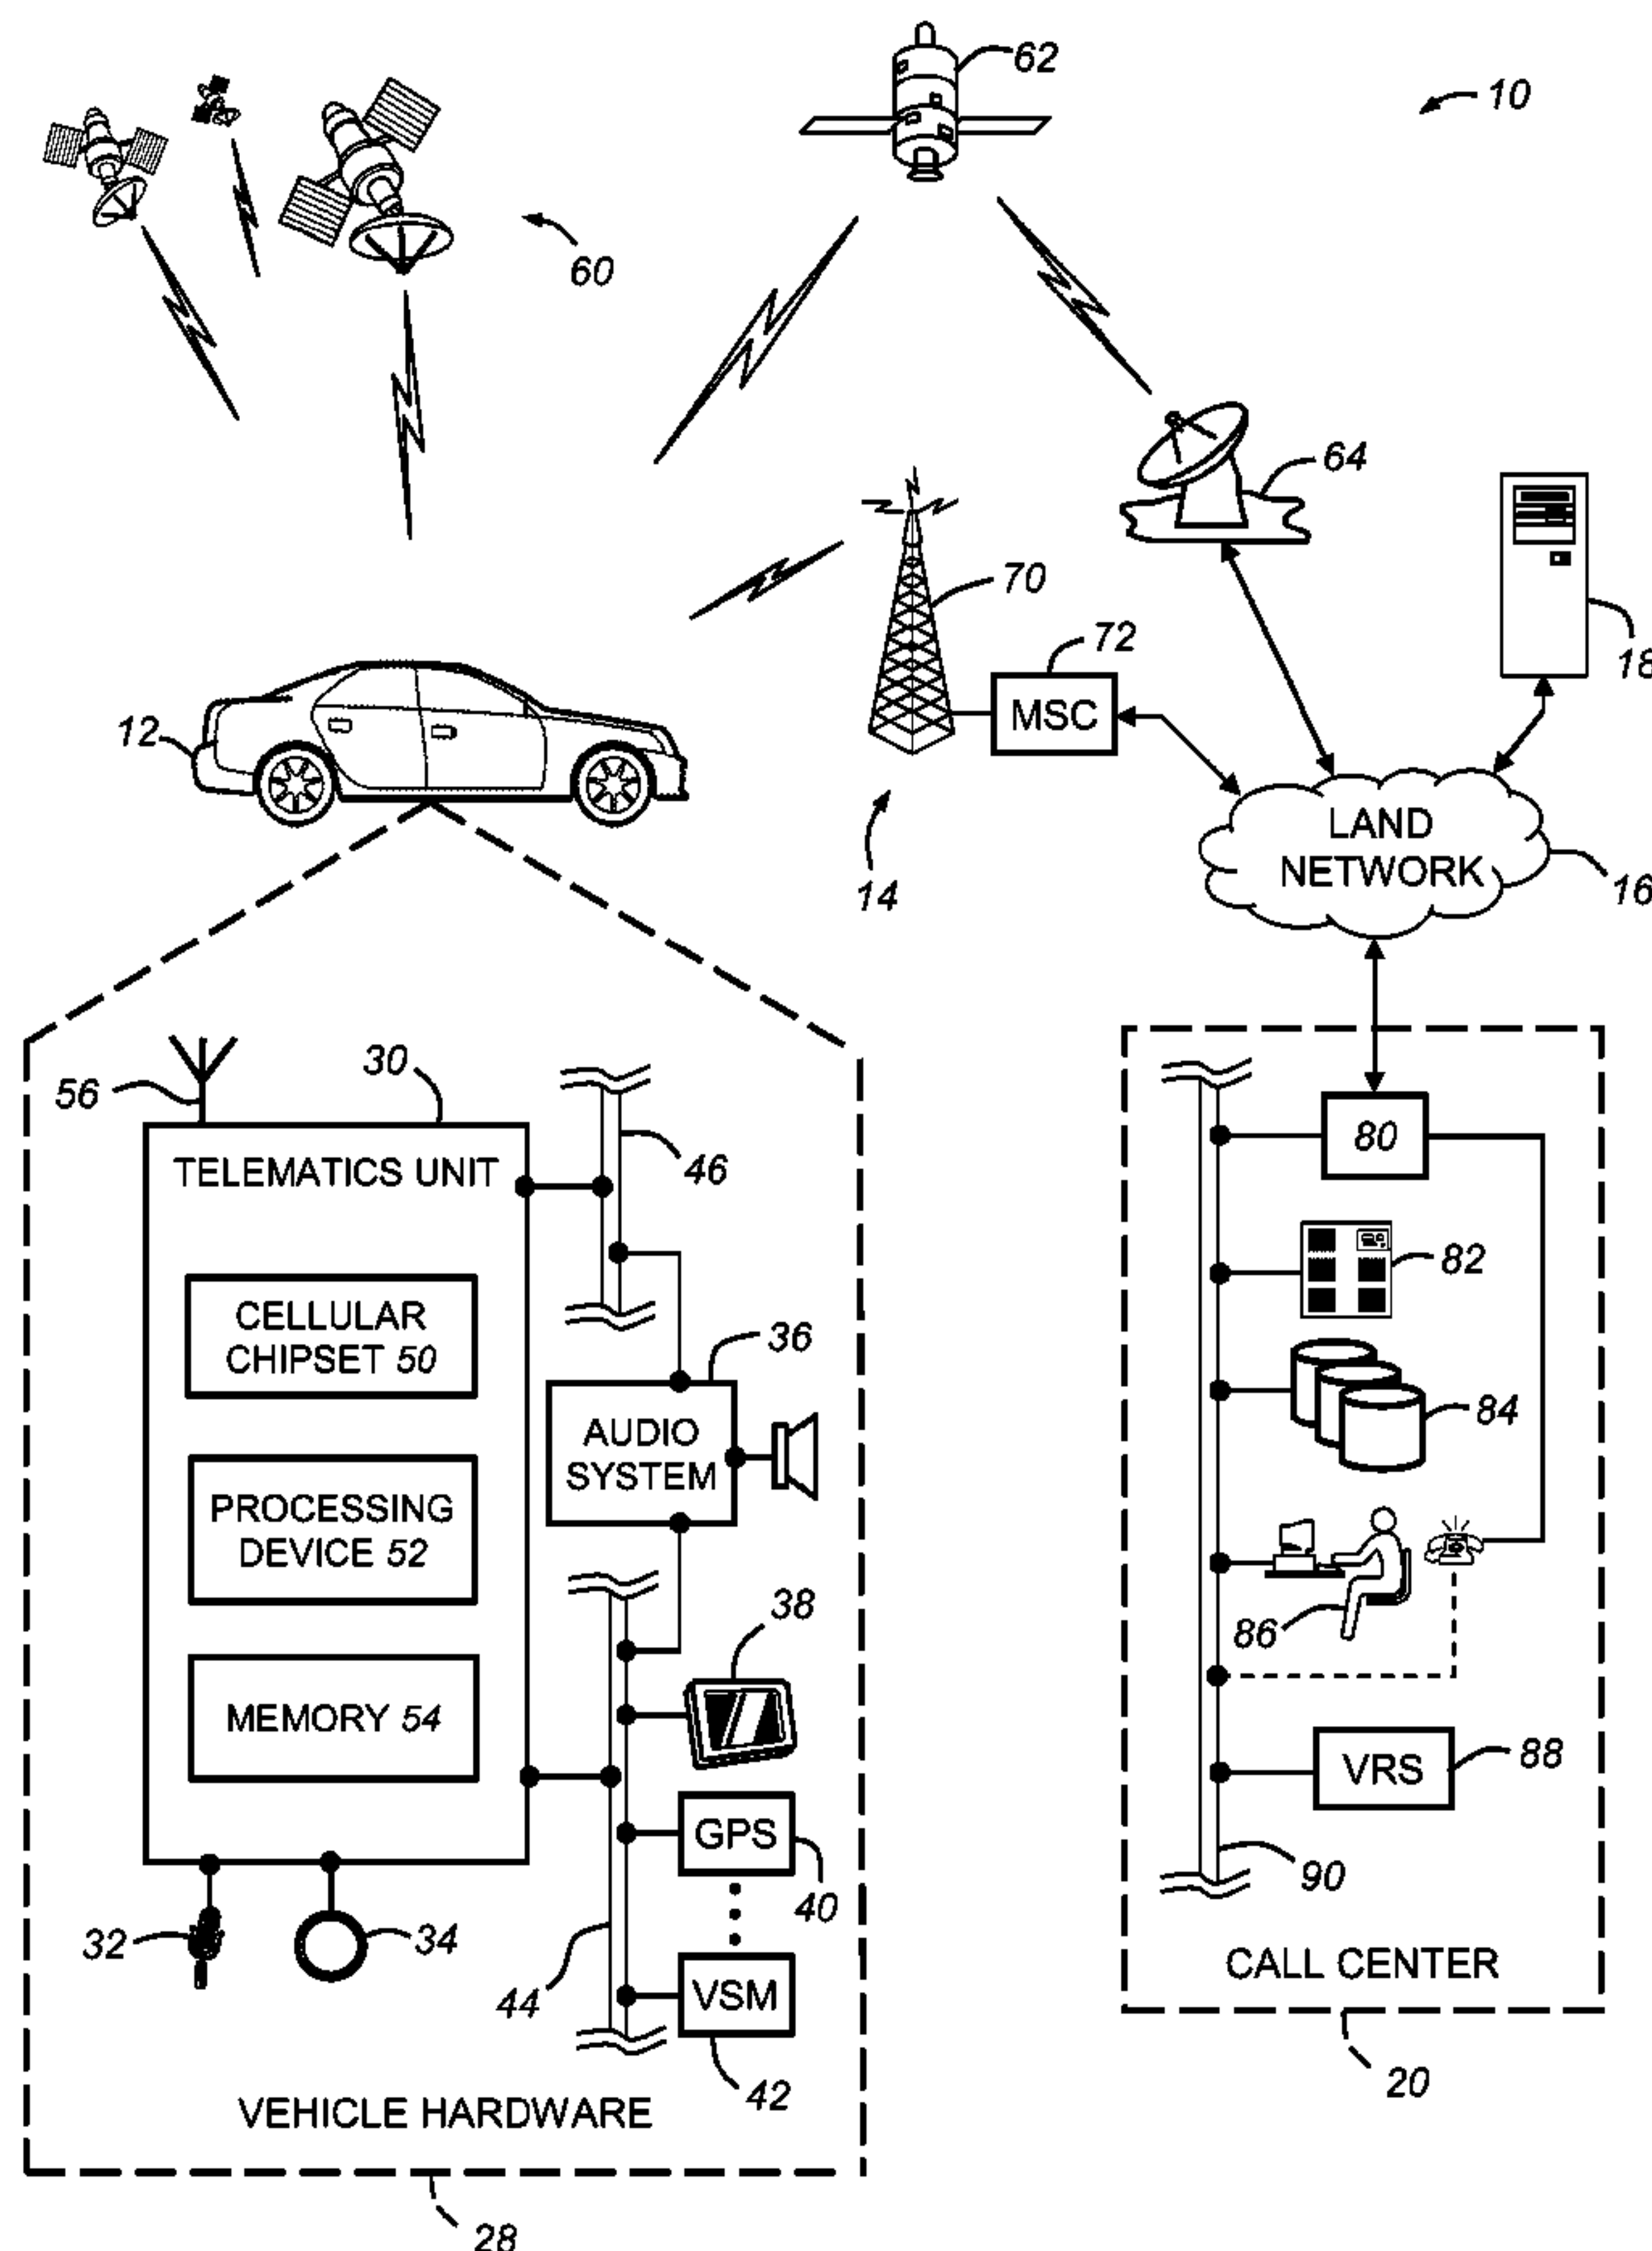 62
10
60
64
18
70
72
MSC
12
14
LAND
NETWORK
16
56
30
TELEMATICS UNIT
46
CELLULAR
CHIPSET 50
36
AUDIO
SYSTEM
PROCESSING
DEVICE 52
38
MEMORY 54
GPS
40
32
34
44
VSM
42
VEHICLE HARDWARE
28
80
82
84
86
VRS
88
90
CALL CENTER
20